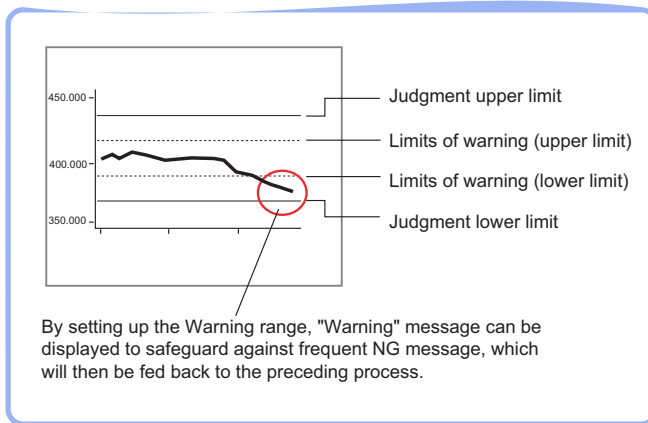 450.000
400.000
350.000
Judgment upper limit
Limits of warning (upper limit)
Limits of warning (lower limit)
Judgment lower limit
By setting up the Warning range, "Warning" message can be
displayed to safeguard against frequent NG message, which
will then be fed back to the preceding process.